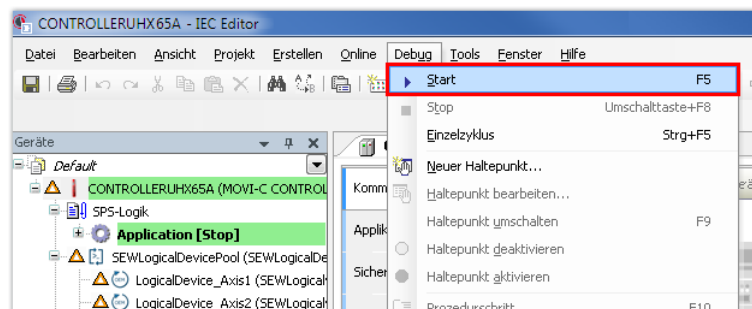 CONTROLLERUHX65A - IEC Editor
Datei Bearbeiten Ansicht Projekt Erstellen Online Debug Tools Fenster Hilfe
Start F5
Stop Umschalttaste+F8
Geräte
Einzelzyklus Strg+F5
Default
Neuer Haltepunkt...
CONTROLLERUHX65A (MOVI-C CONTROL
Komm
Haltepunkt bearbeiten...
SPS-Logik
Haltepunkt umschalten F9
Application [Stop]
Applik
SEWLogicalDevicePool (SEWLogicalDe
Haltepunkt deaktivieren
LogicalDevice_Axis1 (SEWLogical
Sicher
Haltepunkt aktivieren
LogicalDevice_Axis2 (SEWLogical
Prozedurschritt F10